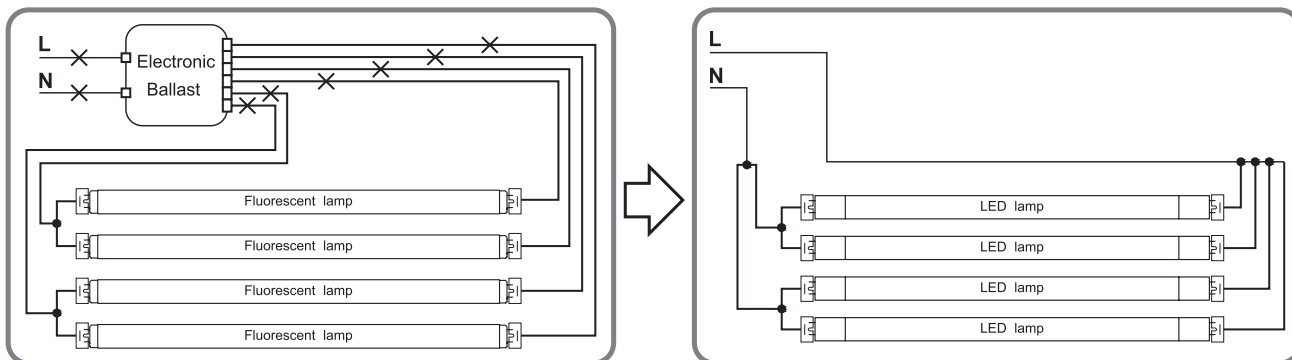 L
N
Electronic
Ballast
Fluorescent lamp
Fluorescent lamp
Fluorescent lamp
Fluorescent lamp
L
N
LED lamp
LED lamp
LED lamp
LED lamp